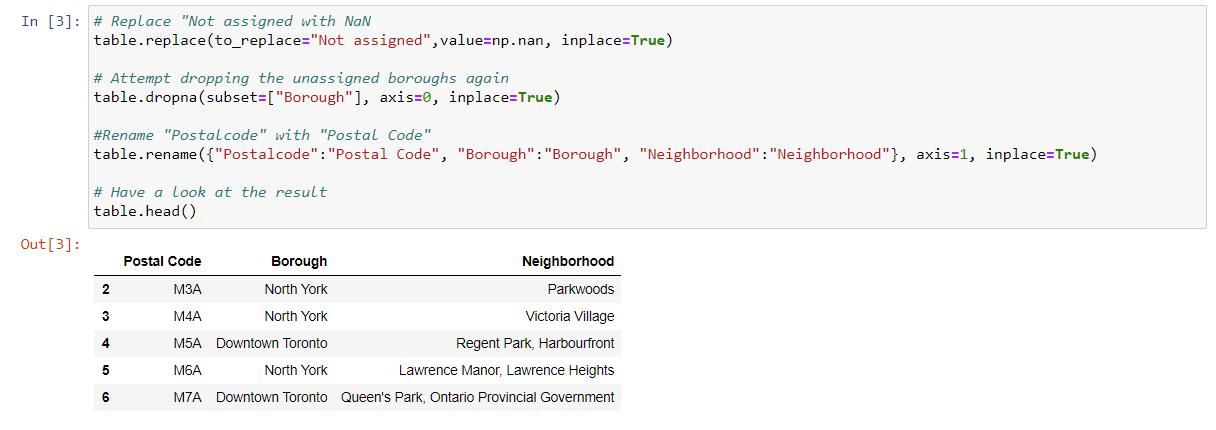 In [3]: # Replace "Not assigned with NaN
table.replace(to_replace="Not assigned",value=np.nan, inplace=True)
# Attempt dropping the unassigned boroughs again
table.dropna(subset=["Borough"], axis=0, inplace=True)
#Rename "Postalcode" with "Postal Code"
table.rename({"Postalcode":"Postal Code", "Borough":"Borough", "Neighborhood":"Neighborhood"}, axis=1, inplace=True)
# Have a look at the result
table.head()
Out[3]:
Postal Code Borough Neighborhood
2 M3A North York Parkwoods
3 M4A North York Victoria Village
4 M5A Downtown Toronto Regent Park, Harbourfront
5 M6A North York Lawrence Manor, Lawrence Heights
6 M7A Downtown Toronto Queen's Park, Ontario Provincial Government